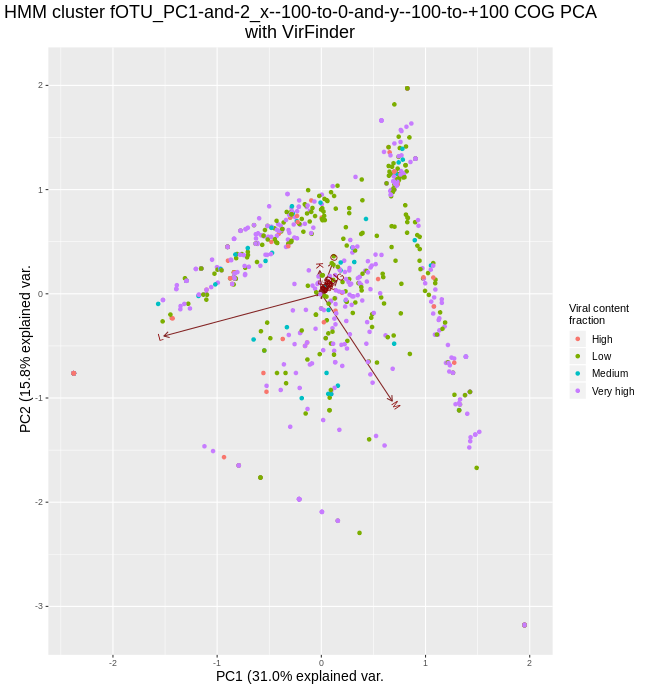 HMM cluster fOTU_PC1-and-2_x--100-to-0-and-y--100-to-+100 COG PCA
with VirFinder
PC2 (15.8% explained var.
2
1
0
-1
-2
-3
K
L
M
-2
-1
0
1
2
PC1 (31.0% explained var.
Viral content
fraction
High
Low
Medium
Very high